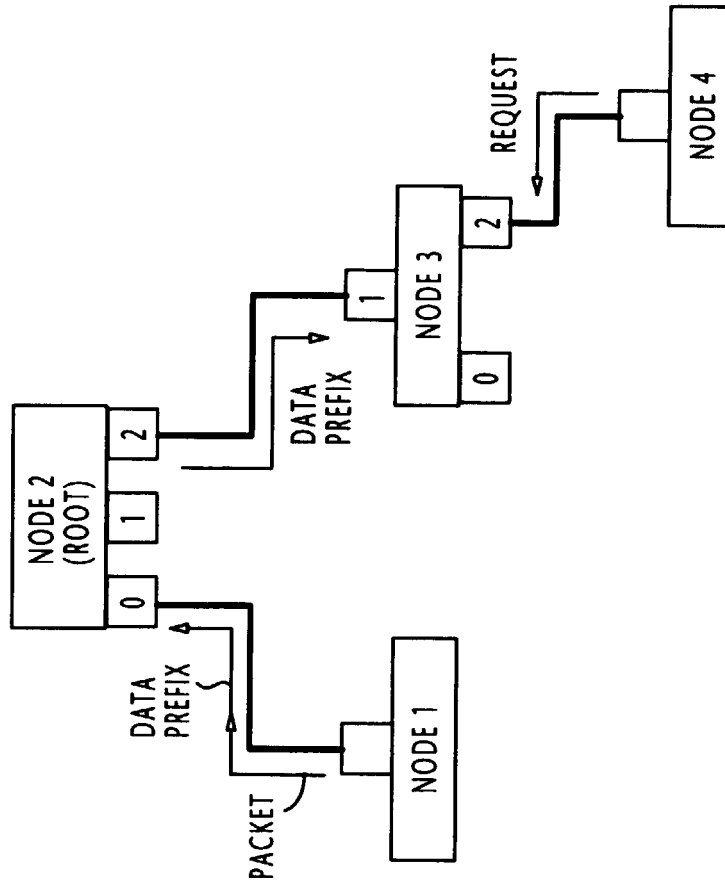 NODE 2
(ROOT)
0
1
2
DATA
PREFIX
PACKET
NODE 1
DATA
PREFIX
1
NODE 3
0
2
REQUEST
NODE 4